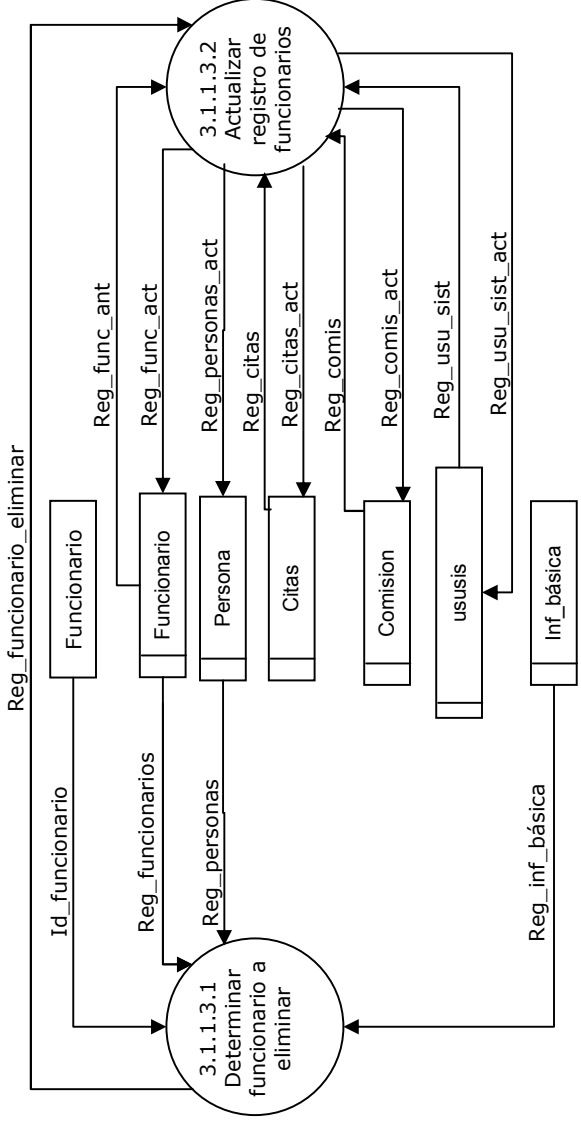 Reg_funcionario_eliminar
Id_funcionario
Funcionario
Reg_func_ant
Reg_funcionarios
Funcionario
Reg_func_act
3.1.1.3.1
Determinar
funcionario a
eliminar
Reg_personas
Persona
Reg_personas_act
3.1.1.3.2
Actualizar
registro de
funcionarios
Reg_citas
Citas
Reg_citas_act
Reg_comis
Comision
Reg_comis_act
Reg_usu_sist
ususis
Reg_usu_sist_act
Reg_inf_básica
Inf_básica